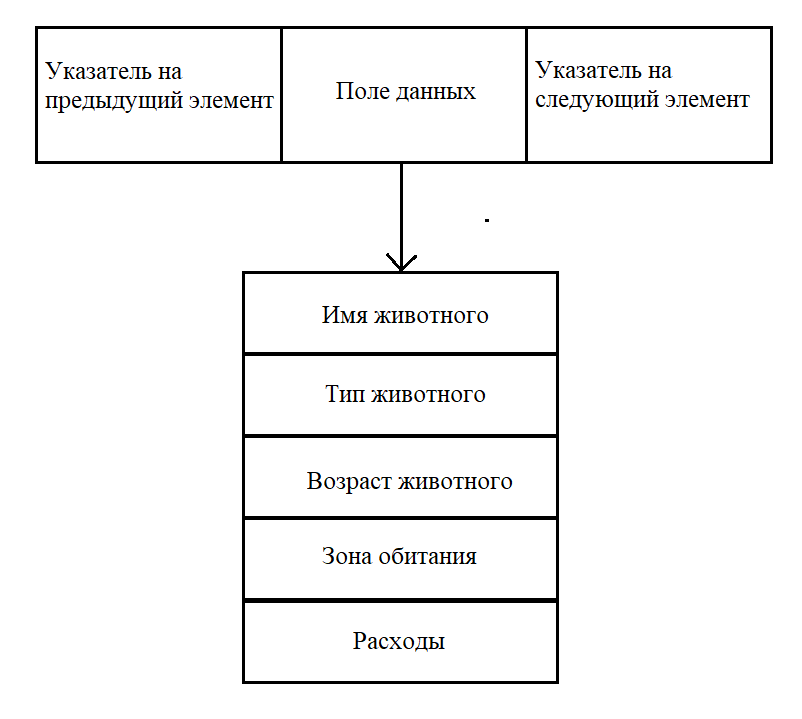 Указатель на
предыдущий элемент
Поле данных
Указатель на
следующий элемент
Имя животного
Тип животного
Возраст животного
Зона обитания
Расходы